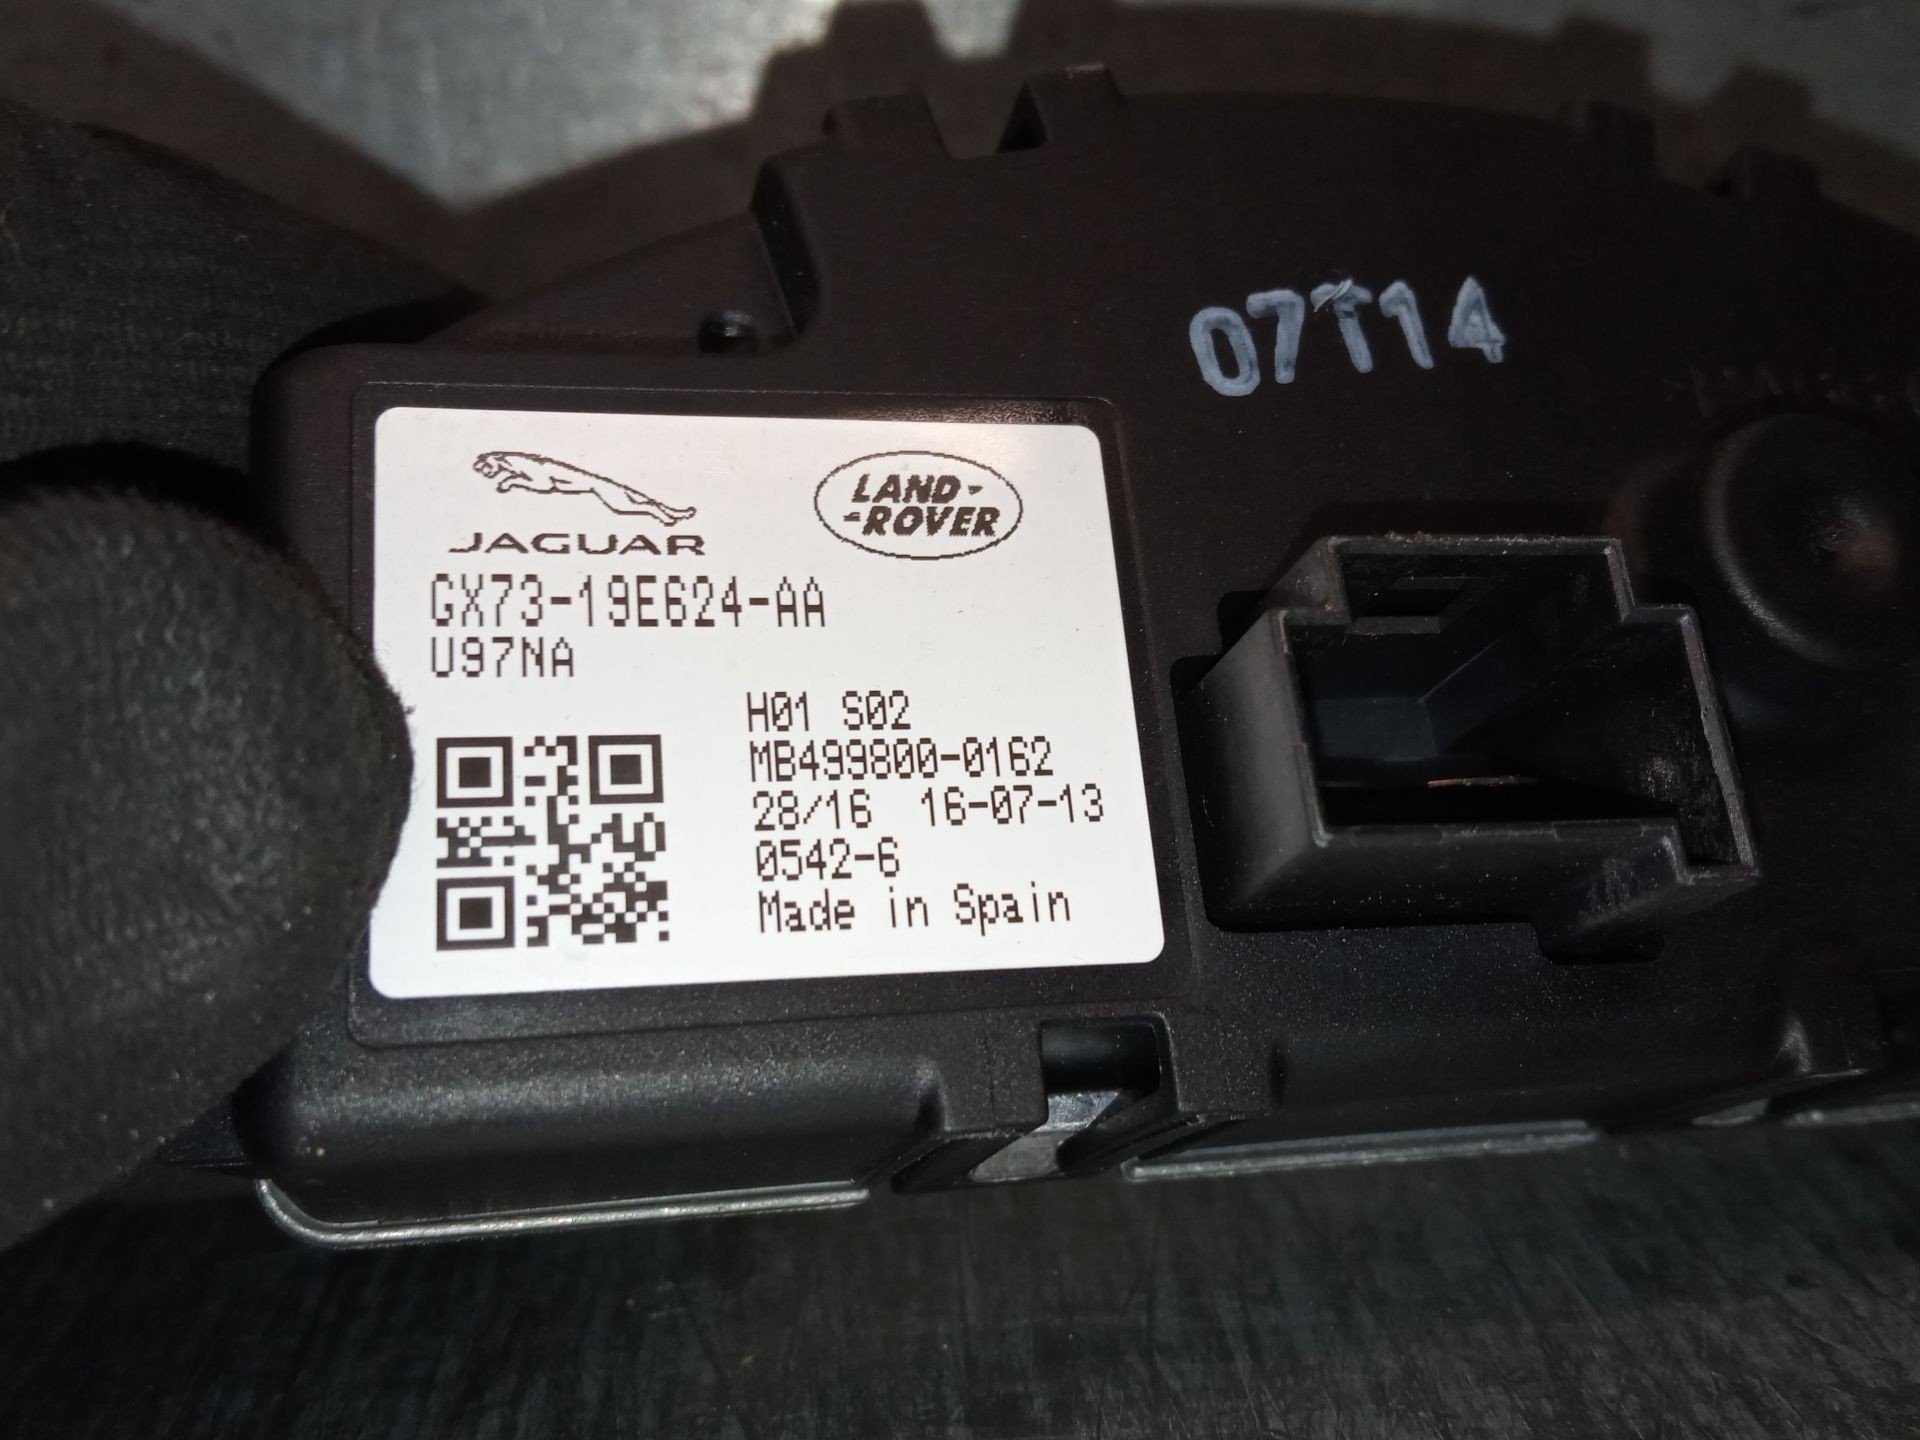 07T14
JAGUAR
LAND-
-ROVER
GX73-19E624-AA
U97NA
H01 S02
MB499800-0162
28/16 16-07-13
0542-6
Made in Spain